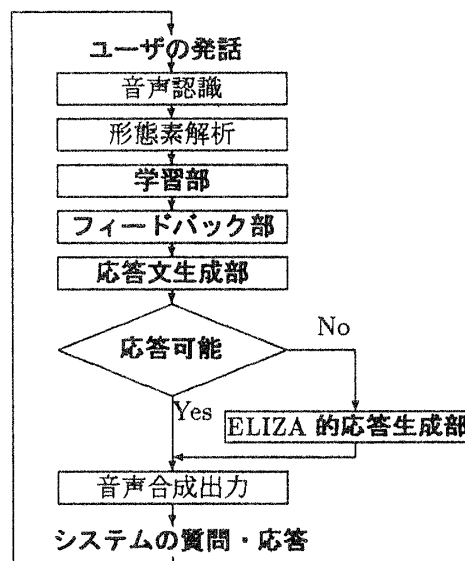 ユーザの発話
音声認識
形態素解析
学習部
フィードバック部
応答文生成部
応答可能
No
Yes
ELIZA 的応答生成部
音声合成出力
システムの質問・応答